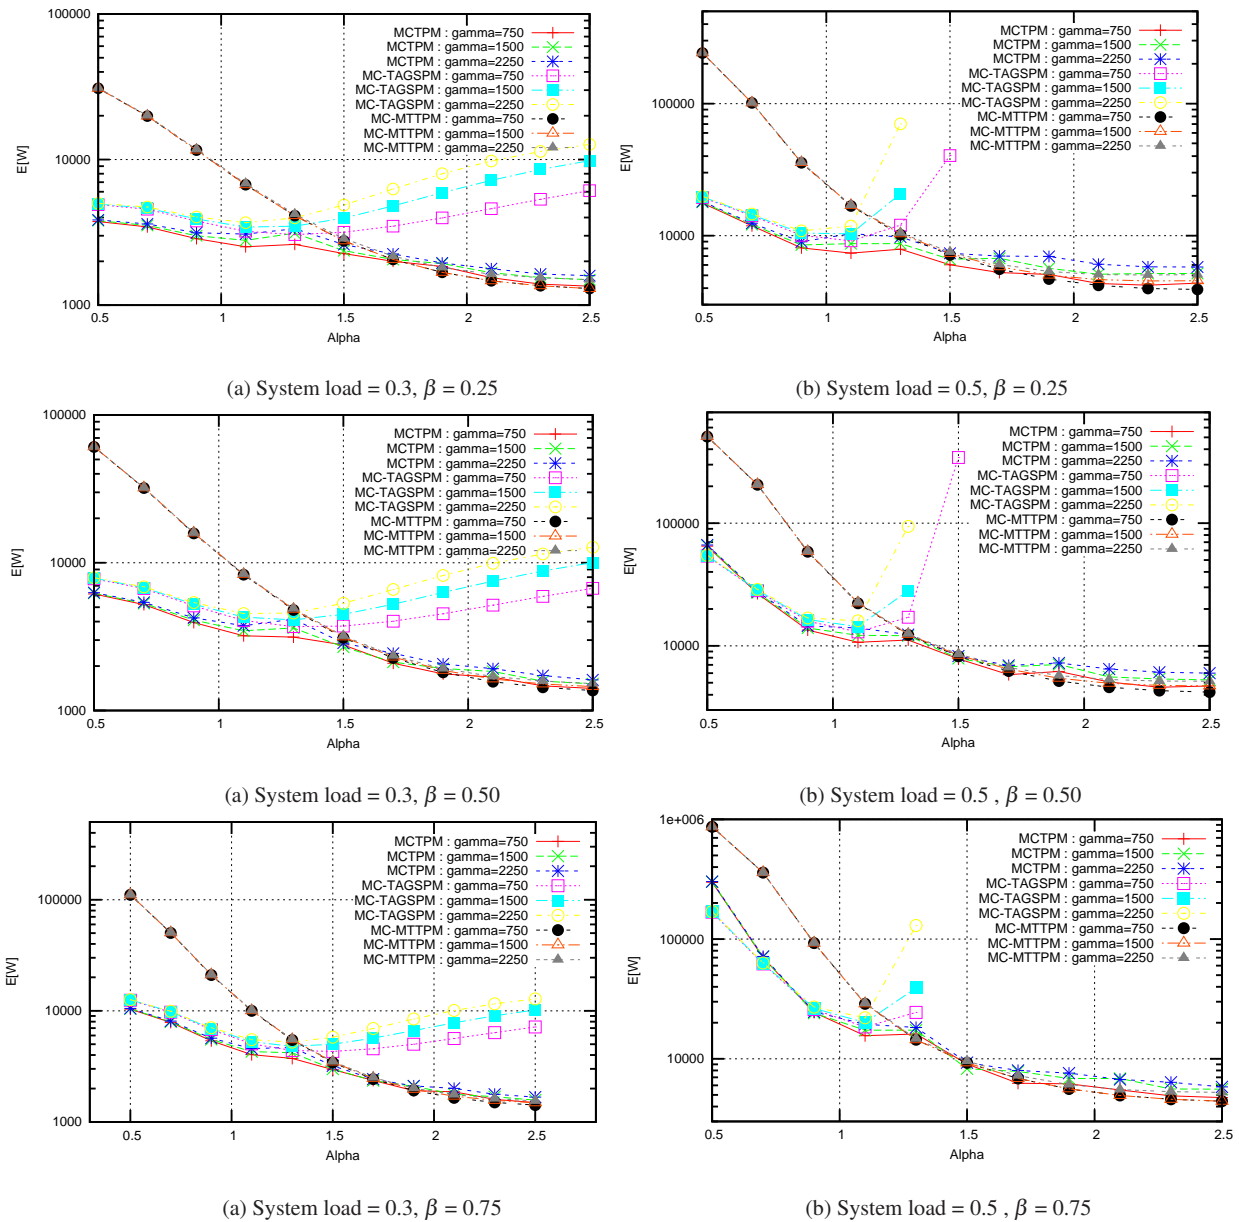 100000
10000
1000
E[W]
MCTPM : gamma=750
MCTPM : gamma=1500
MCTPM : gamma=2250
MC-TAGSPM : gamma=750
MC-TAGSPM : gamma=1500
MC-TAGSPM : gamma=2250
MC-MTTPM : gamma=750
MC-MTTPM : gamma=1500
MC-MTTPM : gamma=2250
0.5 1 1.5 2 2.5
Alpha
(a) System load = 0.3, β = 0.25
100000
10000
E[W]
MCTPM : gamma=750
MCTPM : gamma=1500
MCTPM : gamma=2250
MC-TAGSPM : gamma=750
MC-TAGSPM : gamma=1500
MC-TAGSPM : gamma=2250
MC-MTTPM : gamma=750
MC-MTTPM : gamma=1500
MC-MTTPM : gamma=2250
0.5 1 1.5 2 2.5
Alpha
(b) System load = 0.5, β = 0.25
100000
10000
1000
E[W]
MCTPM : gamma=750
MCTPM : gamma=1500
MCTPM : gamma=2250
MC-TAGSPM : gamma=750
MC-TAGSPM : gamma=1500
MC-TAGSPM : gamma=2250
MC-MTTPM : gamma=750
MC-MTTPM : gamma=1500
MC-MTTPM : gamma=2250
0.5 1 1.5 2 2.5
Alpha
(a) System load = 0.3, β = 0.50
100000
10000
E[W]
MCTPM : gamma=750
MCTPM : gamma=1500
MCTPM : gamma=2250
MC-TAGSPM : gamma=750
MC-TAGSPM : gamma=1500
MC-TAGSPM : gamma=2250
MC-MTTPM : gamma=750
MC-MTTPM : gamma=1500
MC-MTTPM : gamma=2250
0.5 1 1.5 2 2.5
Alpha
(b) System load = 0.5 , β = 0.50
100000
10000
1000
E[W]
MCTPM : gamma=750
MCTPM : gamma=1500
MCTPM : gamma=2250
MC-TAGSPM : gamma=750
MC-TAGSPM : gamma=1500
MC-TAGSPM : gamma=2250
MC-MTTPM : gamma=750
MC-MTTPM : gamma=1500
MC-MTTPM : gamma=2250
0.5 1 1.5 2 2.5
Alpha
(a) System load = 0.3, β = 0.75
1e+006
100000
10000
E[W]
MCTPM : gamma=750
MCTPM : gamma=1500
MCTPM : gamma=2250
MC-TAGSPM : gamma=750
MC-TAGSPM : gamma=1500
MC-TAGSPM : gamma=2250
MC-MTTPM : gamma=750
MC-MTTPM : gamma=1500
MC-MTTPM : gamma=2250
0.5 1 1.5 2 2.5
Alpha
(b) System load = 0.5 , β = 0.75